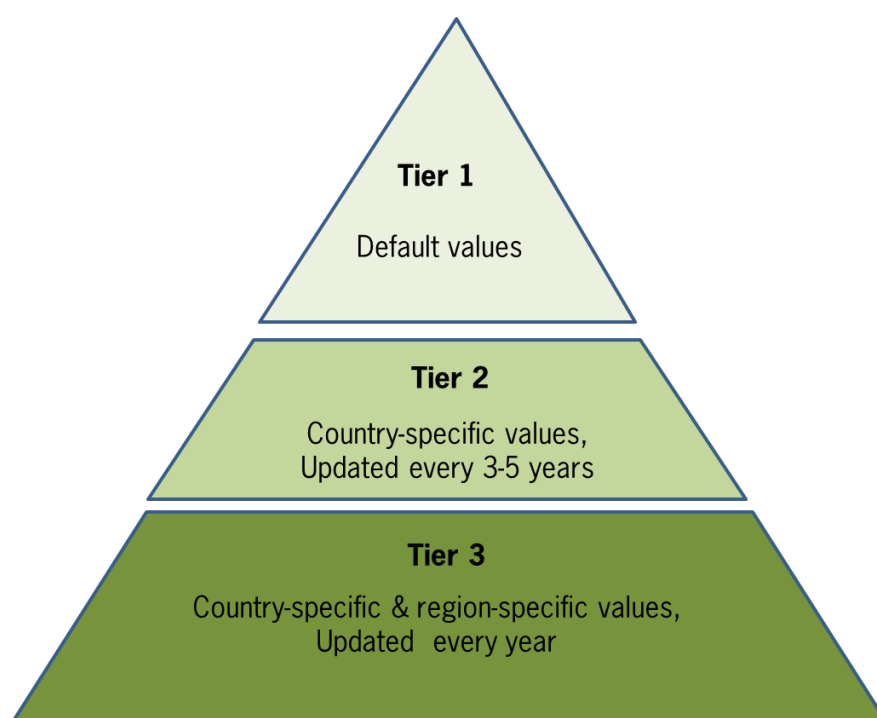 Tier 1
Default values
Tier 2
Country-specific values,
Updated every 3-5 years
Tier 3
Country-specific & region-specific values,
Updated every year